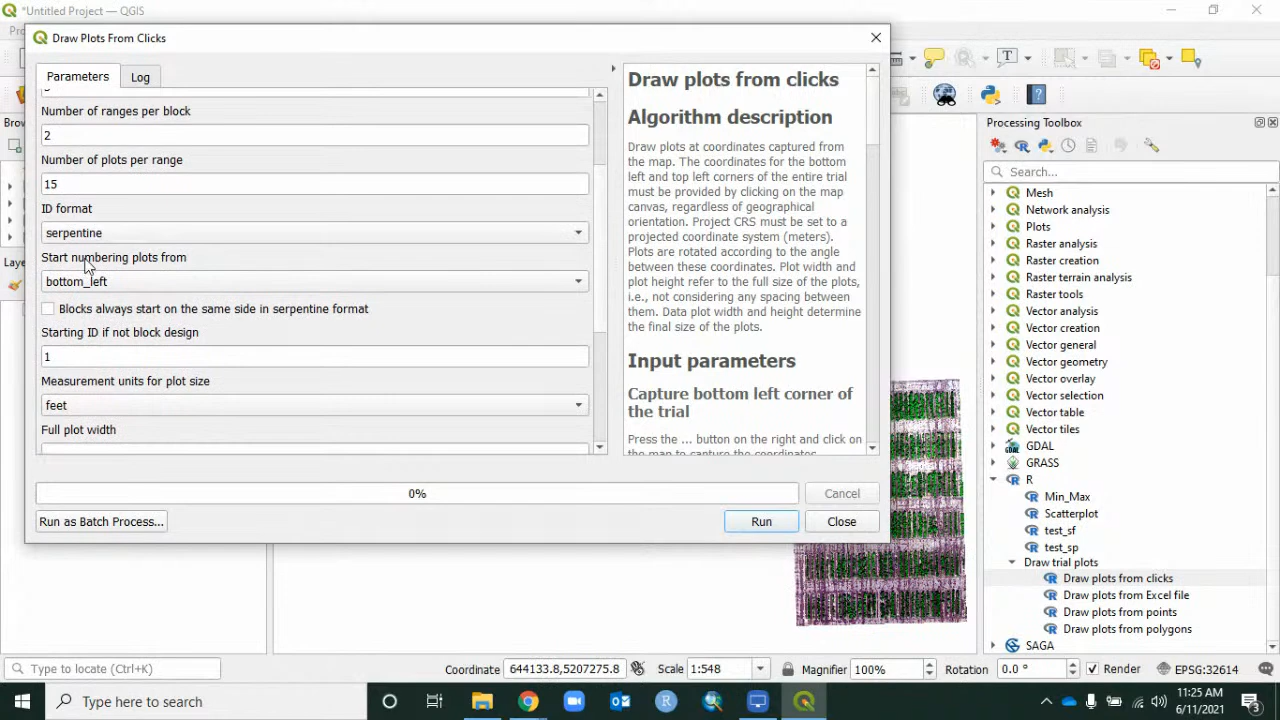 *Untitled Project — QGIS
Draw Plots From Clicks
Parameters
Log
Number of ranges per block
2
Number of plots per range
15
ID format
serpentine
Start numbering plots from
bottom_left
Blocks always start on the same side in serpentine format
Starting ID if not block design
1
Measurement units for plot size
feet
Full plot width
0%
Run as Batch Process...
Run
Close
Cancel
Draw plots from clicks
Algorithm description
Draw plots at coordinates captured from
the map. The coordinates for the bottom
left and top left corners of the entire trial
must be provided by clicking on the map
canvas, regardless of geographical
orientation. Project CRS must be set to a
projected coordinate system (meters).
Plots are rotated according to the angle
between these coordinates. Plot width and
plot height refer to the full size of the plots,
i.e., not considering any spacing between
them. Data plot width and height determine
the final size of the plots.
Input parameters
Capture bottom left corner of
the trial
Press the ... button on the right and click on
the map to capture the coordinates.
Processing Toolbox
Search...
Mesh
Network analysis
Plots
Raster analysis
Raster creation
Raster terrain analysis
Raster tools
Vector analysis
Vector creation
Vector general
Vector geometry
Vector overlay
Vector selection
Vector table
Vector tiles
GDAL
GRASS
R
Min_Max
Scatterplot
test_sf
test_sp
Draw trial plots
Draw plots from clicks
Draw plots from Excel file
Draw plots from points
Draw plots from polygons
SAGA
Brow
Laye
Type to locate (Ctrl+K)
Coordinate 644133.8,5207275.8 Scale 1:548 Magnifier 100% Rotation 0.0 ° Render EPSG:32614
Type here to search
11:25 AM
6/11/2021
3